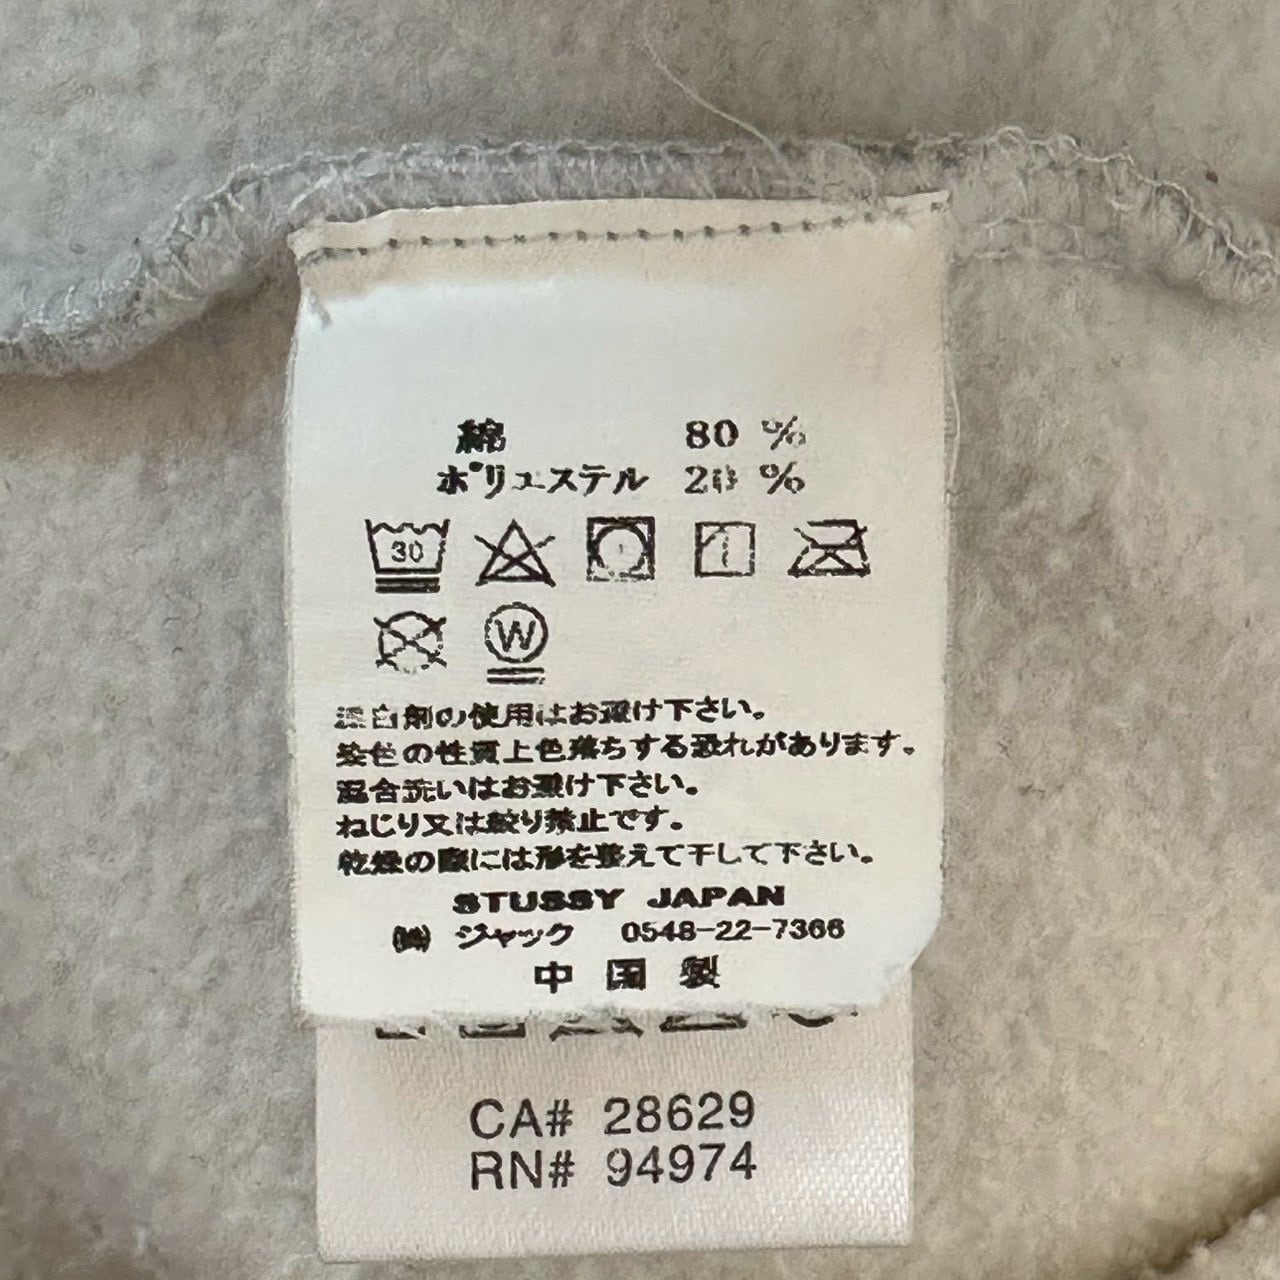 綿 80 %
ポリエステル 20 %
30
W
漂白剤の使用はお避け下さい。
染色の性質上色落ちする恐れがあります。
混合洗いはお避け下さい。
ねじり又は絞り禁止です。
乾燥の際には形を整えて干して下さい。
STUSSY JAPAN
㈱ ジャック 0548-22-7366
中国製
CA# 28629
RN# 94974